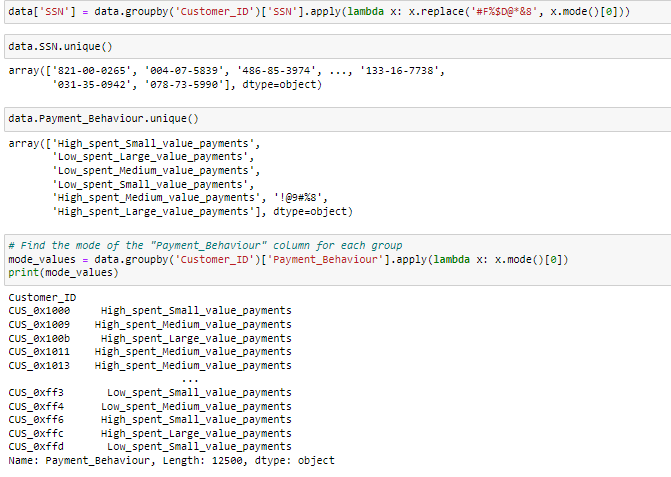 data['SSN'] = data.groupby('Customer_ID')['SSN'].apply(lambda x: x.replace('#F%$D@*&8', x.mode()[0]))
data.SSN.unique()
array(['821-00-0265', '004-07-5839', '486-85-3974', ..., '133-16-7738',
       '031-35-0942', '078-73-5990'], dtype=object)
data.Payment_Behaviour.unique()
array(['High_spent_Small_value_payments',
       'Low_spent_Large_value_payments',
       'Low_spent_Medium_value_payments',
       'Low_spent_Small_value_payments',
       'High_spent_Medium_value_payments', '!@9#%8',
       'High_spent_Large_value_payments'], dtype=object)
# Find the mode of the "Payment_Behaviour" column for each group
mode_values = data.groupby('Customer_ID')['Payment_Behaviour'].apply(lambda x: x.mode()[0])
print(mode_values)
Customer_ID
CUS_0x1000     High_spent_Small_value_payments
CUS_0x1009    High_spent_Medium_value_payments
CUS_0x100b     High_spent_Large_value_payments
CUS_0x1011    High_spent_Medium_value_payments
CUS_0x1013    High_spent_Medium_value_payments
...
CUS_0xff3       Low_spent_Small_value_payments
CUS_0xff4      Low_spent_Medium_value_payments
CUS_0xff6      High_spent_Small_value_payments
CUS_0xffc      High_spent_Large_value_payments
CUS_0xffd       Low_spent_Small_value_payments
Name: Payment_Behaviour, Length: 12500, dtype: object